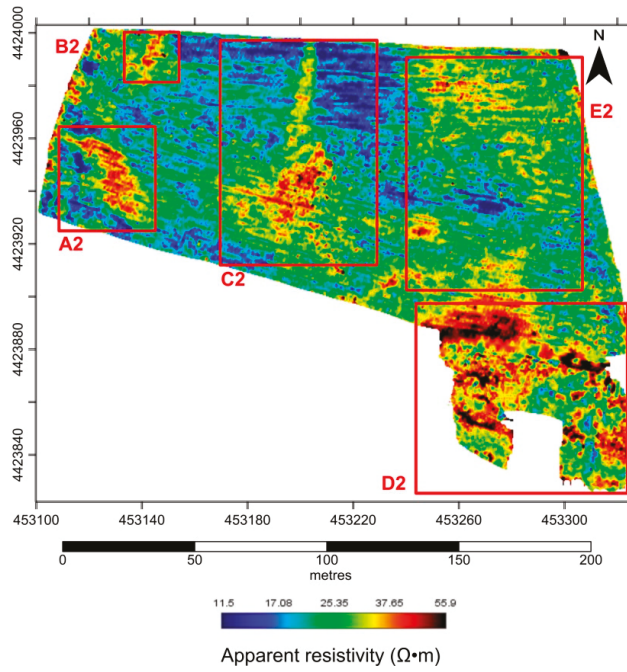 4424000
4423960
4423920
4423880
4423840
B2
N
E2
A2
C2
D2
453100 453140 453180 453220 453260 453300
0 50 100 150 200
metres
11.5 17.08 25.35 37.65 55.9
Apparent resistivity (Ω•m)